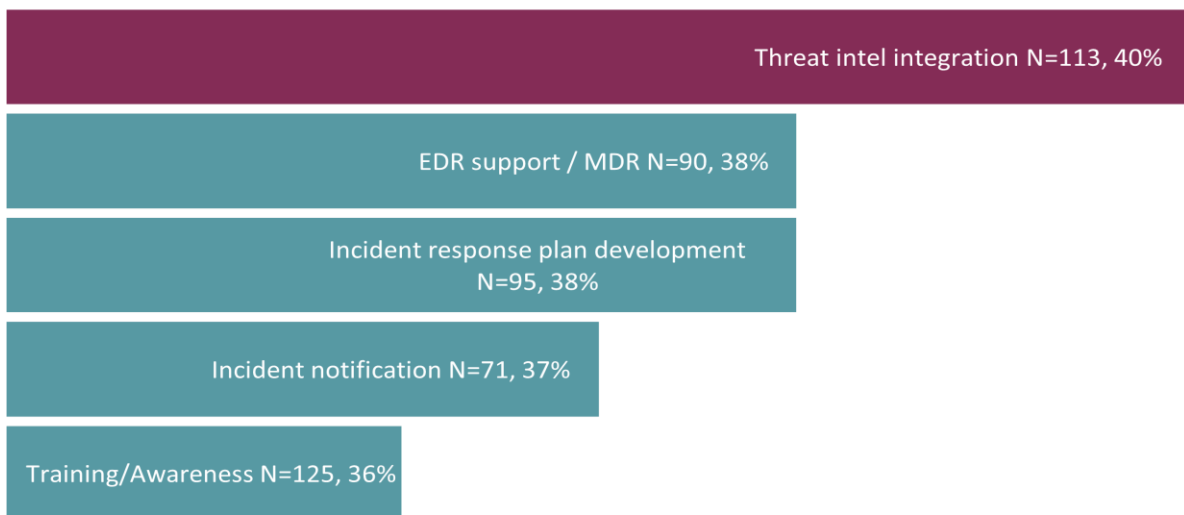 Threat intel integration N=113, 40%
EDR support / MDR N=90, 38%
Incident response plan development
N=95, 38%
Incident notification N=71, 37%
Training/Awareness N=125, 36%